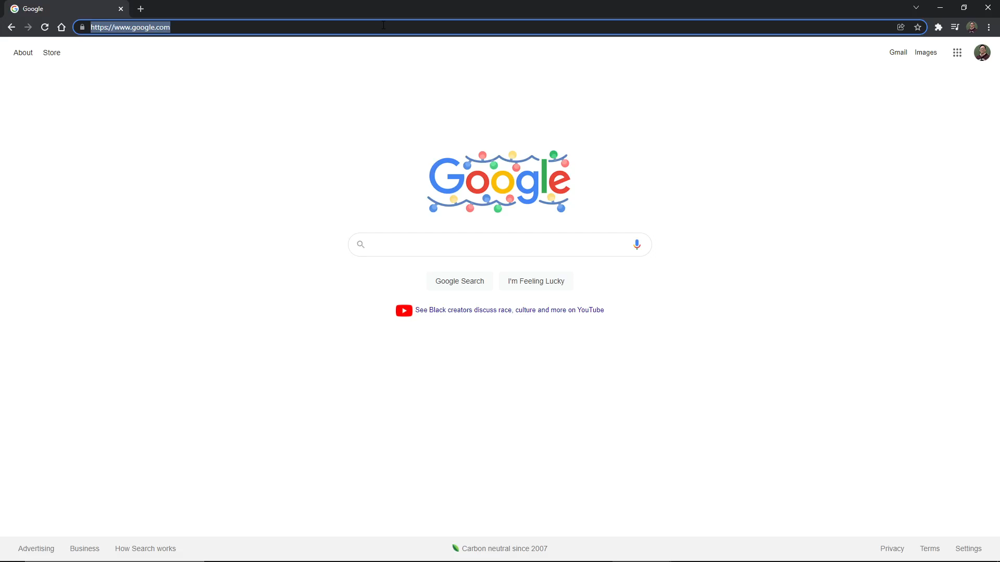 Google
https://www.google.com
About Store
Gmail Images
Google
Google Search I'm Feeling Lucky
See Black creators discuss race, culture and more on YouTube
Advertising Business How Search works
Carbon neutral since 2007
Privacy Terms Settings